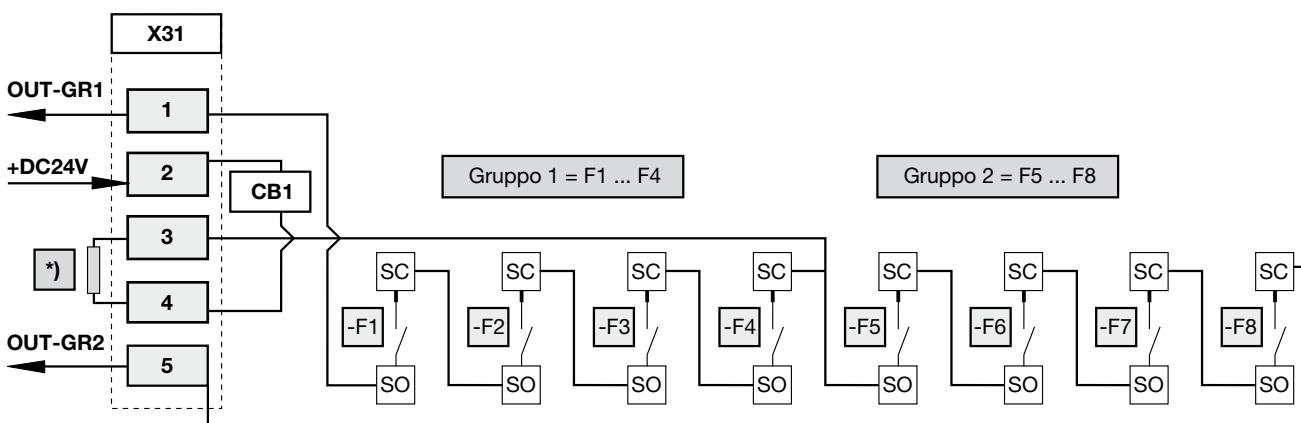 X31
OUT-GR1
1
+DC24V
2
CB1
Gruppo 1 = F1 ... F4
Gruppo 2 = F5 ... F8
3
*)
4
OUT-GR2
5
SC SC SC SC SC SC SC SC
-F1 -F2 -F3 -F4 -F5 -F6 -F7 -F8
SO SO SO SO SO SO SO SO